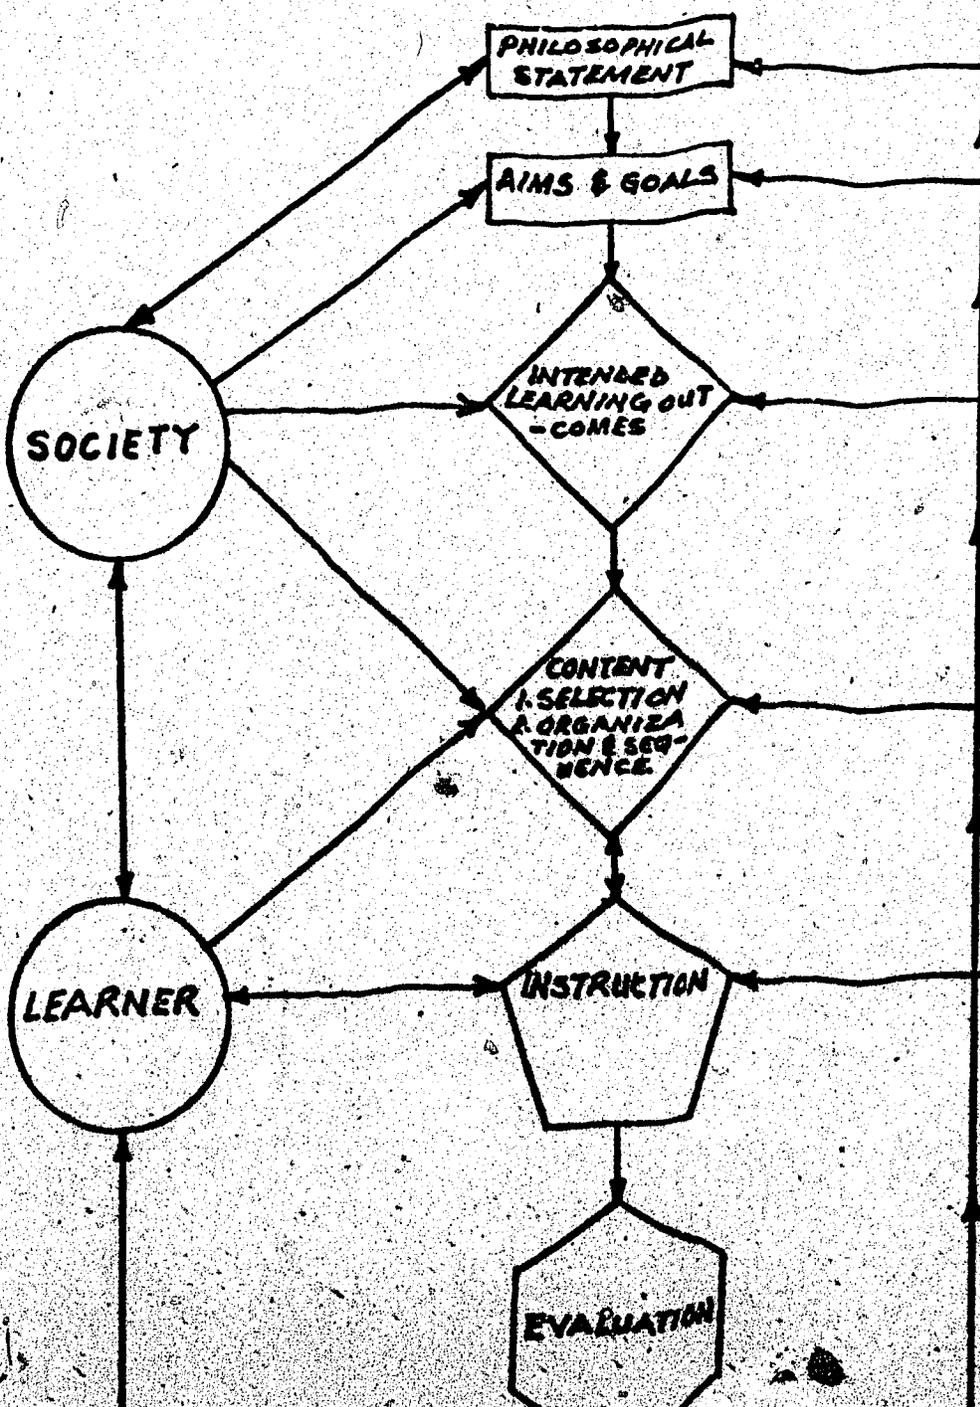 PHILOSOPHICAL
STATEMENT
AIMS & GOALS
INTENDED
LEARNING OUT
-COMES
SOCIETY
CONTENT
1. SELECTION
2. ORGANIZA
TION & SEQ-
UENCE.
INSTRUCTION
LEARNER
EVALUATION